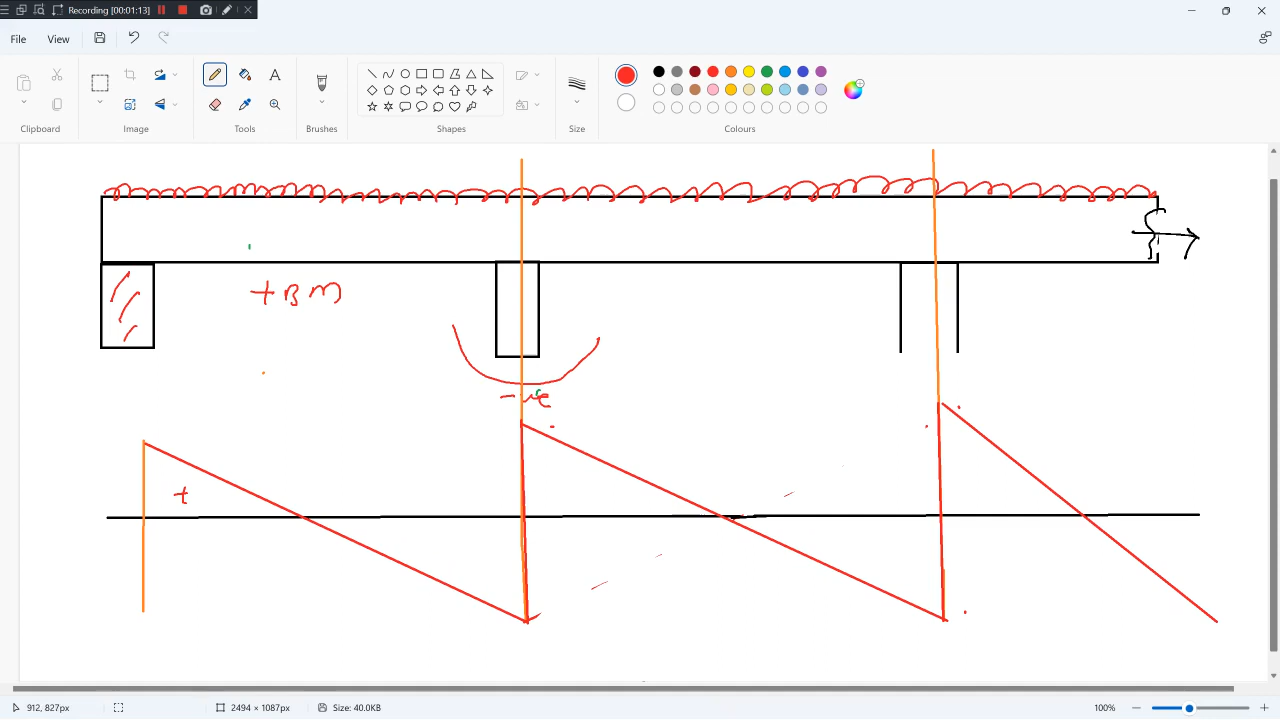 Recording [00:01:13]
File View
Clipboard
Image
Tools
Brushes
Shapes
Size
Colours
A
+BM
-ve
+
912, 827px
2494 × 1087px
Size: 40.0KB
100%